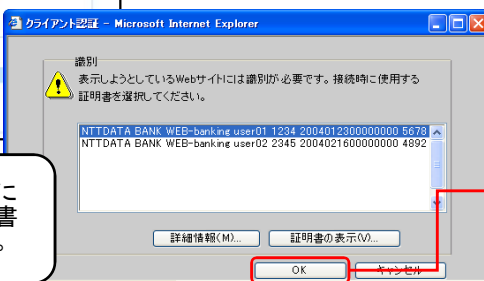 クライアント認証 - Microsoft Internet Explorer
識別
表示しようとしているWebサイトには識別が必要です。接続時に使用する
証明書を選択してください。
NTTDATA BANK WEB-banking user01 1234 2004012300000000 5678
NTTDATA BANK WEB-banking user02 2345 2004021600000000 4892
に
書
。
詳細情報(M)...
証明書の表示(V)...
OK
キャンセル